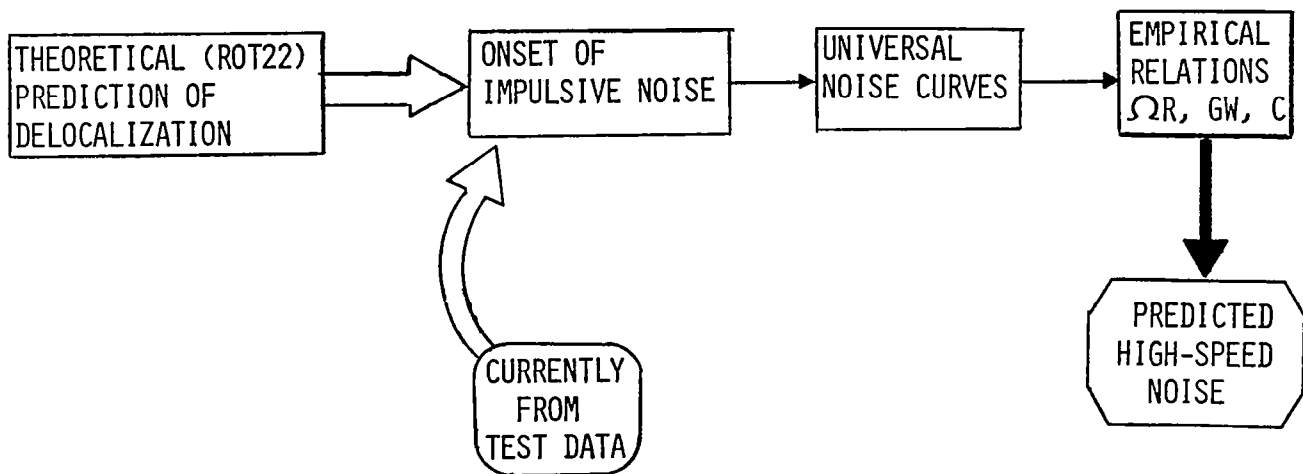 THEORETICAL (ROT22)
PREDICTION OF
DELOCALIZATION
ONSET OF
IMPULSIVE NOISE
UNIVERSAL
NOISE CURVES
EMPIRICAL
RELATIONS
ΩR, GW, C
CURRENTLY
FROM
TEST DATA
PREDICTED
HIGH-SPEED
NOISE